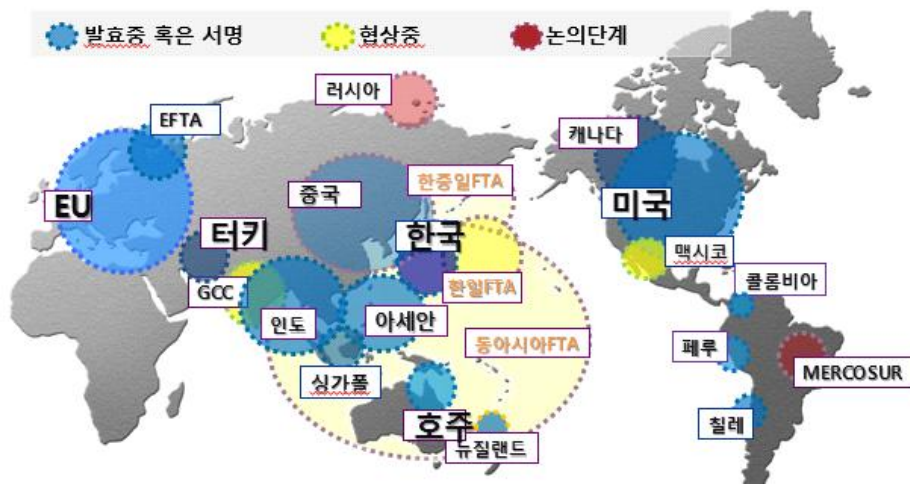 발효중 혹은 서명
협상중
논의단계
러시아
EFTA
캐나다
중국
한중일FTA
EU
터키
한국
미국
맥시코
GCC
한일FTA
콜롬비아
인도
아세안
동아시아FTA
페루
싱가폴
MERCOSUR
호주
칠레
뉴질랜드